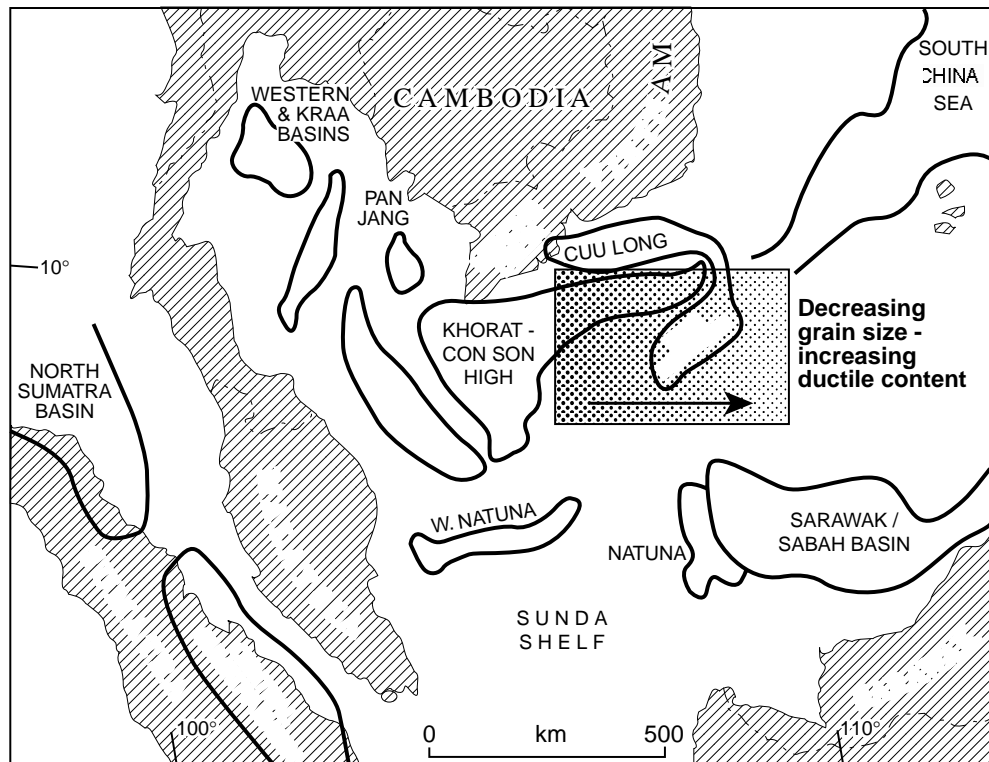 SOUTH
CHINA
SEA
WESTERN
& KRAA
BASINS
CAMBODIA
AM
PAN
JANG
CUU LONG
10°
KHORAT -
CON SON
HIGH
Decreasing
grain size -
increasing
ductile content
NORTH
SUMATRA
BASIN
W. NATUNA
NATUNA
SARAWAK /
SABAH BASIN
SUNDA
SHELF
100°
0 km 500
110°